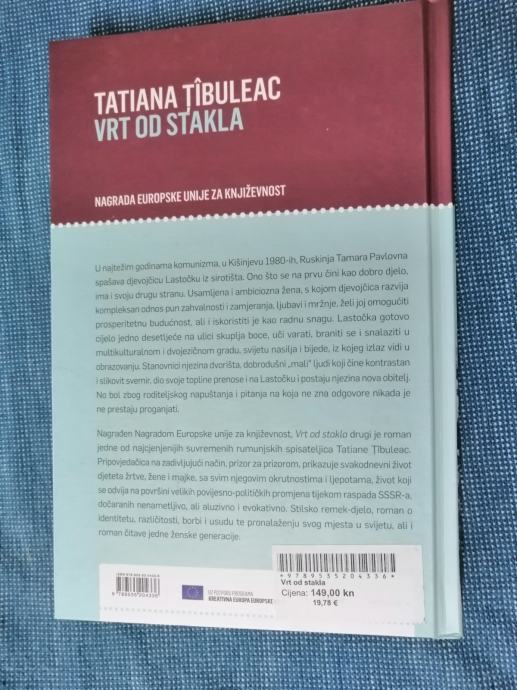 TATIANA ȚÎBULEAC
VRT OD STAKLA
NAGRADA EUROPSKE UNIJE ZA KNJIŽEVNOST
U najtežim godinama komunizma, u Kišinjevu 1980-ih, Ruskinja Tamara Pavlovna
spašava djevojčicu Lastočku iz sirotišta. Ono što se na prvu čini kao dobro djelo,
ima i svoju drugu stranu. Usamljena i ambiciozna žena, s kojom djevojčica razvija
kompleksan odnos pun zahvalnosti i zamjeranja, ljubavi i mržnje, želi joj omogućiti
prosperitetnu budućnost, ali i iskoristiti je kao radnu snagu. Lastočka gotovo
cijelo jedno desetljeće na ulici skuplja boce, uči varati, braniti se i snalaziti u
multikulturalnom i dvojezičnom gradu, svijetu nasilja i bijede, iz kojeg izlaz vidi u
obrazovanju. Stanovnici njezina dvorišta, dobrodušni „mali” ljudi koji čine kontrastan
i slikovit svemir, dio svoje topline prenose i na Lastočku i postaju njezina nova obitelj.
No bol zbog roditeljskog napuštanja i pitanja na koja ne zna odgovore nikada je
ne prestaju proganjati.
Nagrađen Nagradom Europske unije za književnost, Vrt od stakla drugi je roman
jedne od najcjenjenijih suvremenih rumunjskih spisateljica Tatiane Țîbuleac.
Pripovjedačica na zadivljujući način, prizor za prizorom, prikazuje svakodnevni život
djeteta žrtve, žene i majke, sa svim njegovim okrutnostima i ljepotama, život koji
se odvija na površini velikih povijesno-političkih promjena tijekom raspada SSSR-a,
dočaranih nenametljivo, ali aluzivno i evokativno. Stilsko remek-djelo, roman o
identitetu, različitosti, borbi i usudu te pronalaženju svog mjesta u svijetu, ali i
roman čitave jedne ženske generacije.
9 789535 204336
UZ POTPORU PROGRAMA
KREATIVNA EUROPA EUROPSKE
*9789535204336*
Vrt od stakla
Cijena: 149,00 kn
19,78 €